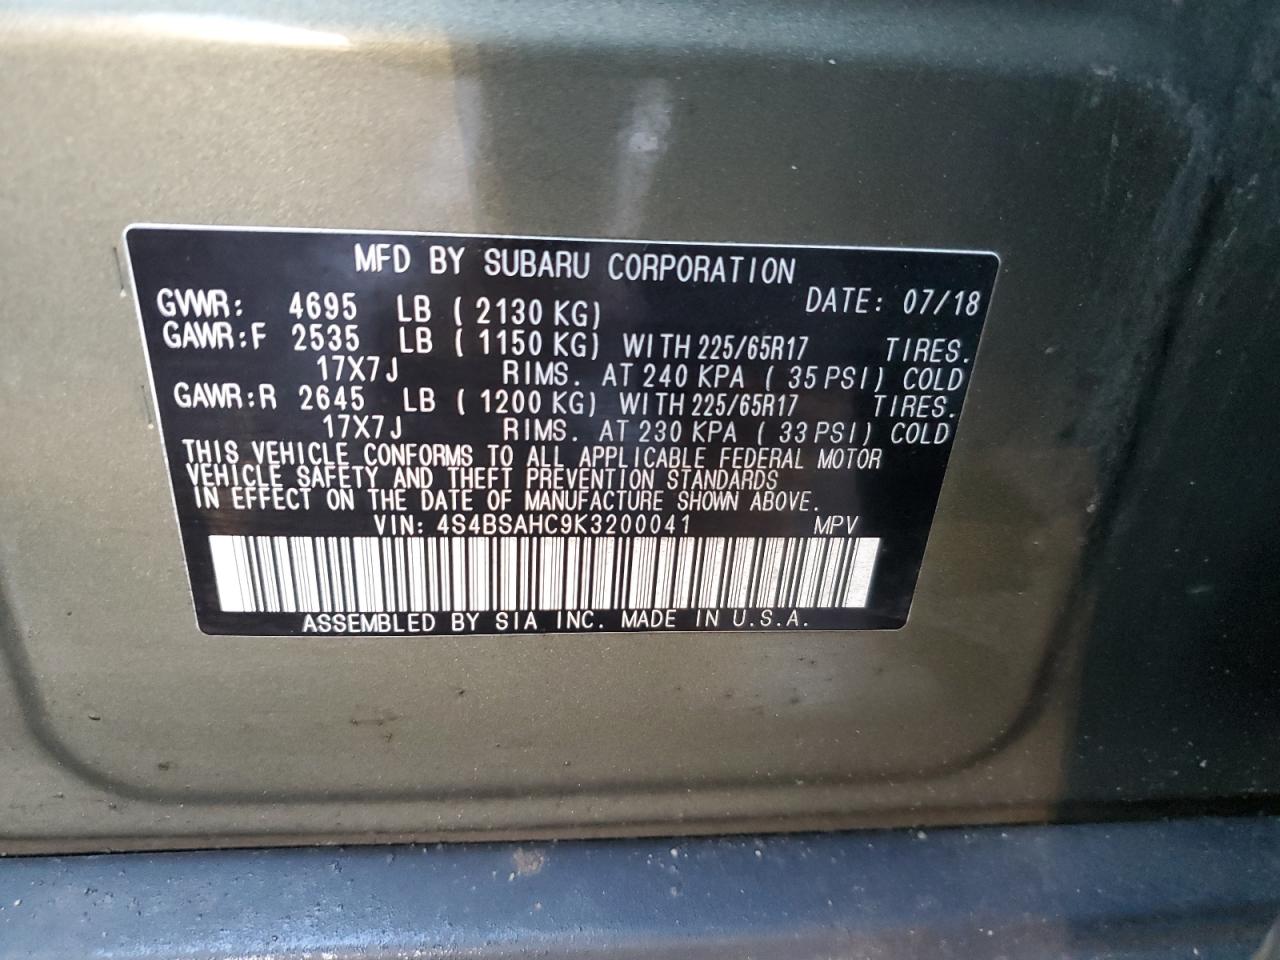 MFD BY SUBARU CORPORATION
GVWR: 4695 LB ( 2130 KG) DATE: 07/18
GAWR:F 2535 LB ( 1150 KG) WITH 225/65R17 TIRES.
17X7J RIMS. AT 240 KPA ( 35 PSI) COLD
GAWR:R 2645 LB ( 1200 KG) WITH 225/65R17 TIRES.
17X7J RIMS. AT 230 KPA ( 33 PSI) COLD
THIS VEHICLE CONFORMS TO ALL APPLICABLE FEDERAL MOTOR
VEHICLE SAFETY AND THEFT PREVENTION STANDARDS
IN EFFECT ON THE DATE OF MANUFACTURE SHOWN ABOVE.
VIN: 4S4BSAHC9K3200041 MPV
ASSEMBLED BY SIA INC. MADE IN U.S.A.